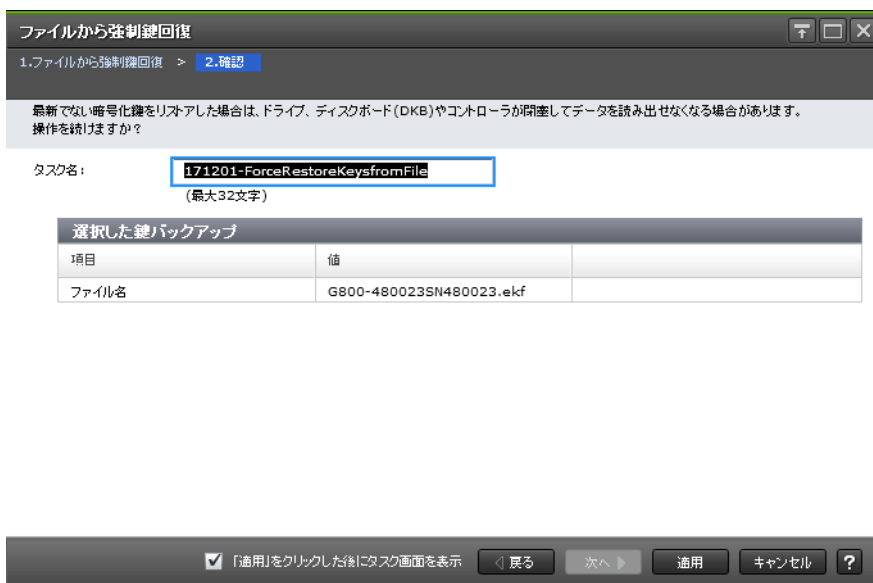 ファイルから強制鍵回復
1.ファイルから強制鍵回復 > 2.確認
最新でない暗号化鍵をリストアした場合は、ドライブ、ディスクボード(DKB)やコントローラが閉塞してデータを読み出せなくなる場合があります。
操作を続けますか？
タスク名: 171201-ForceRestoreKeysfromFile
(最大32文字)
選択した鍵バックアップ
項目 値
ファイル名 G800-480023SN480023.ekf
「適用」をクリックした後にタスク画面を表示 戻る 次へ 適用 キャンセル ?